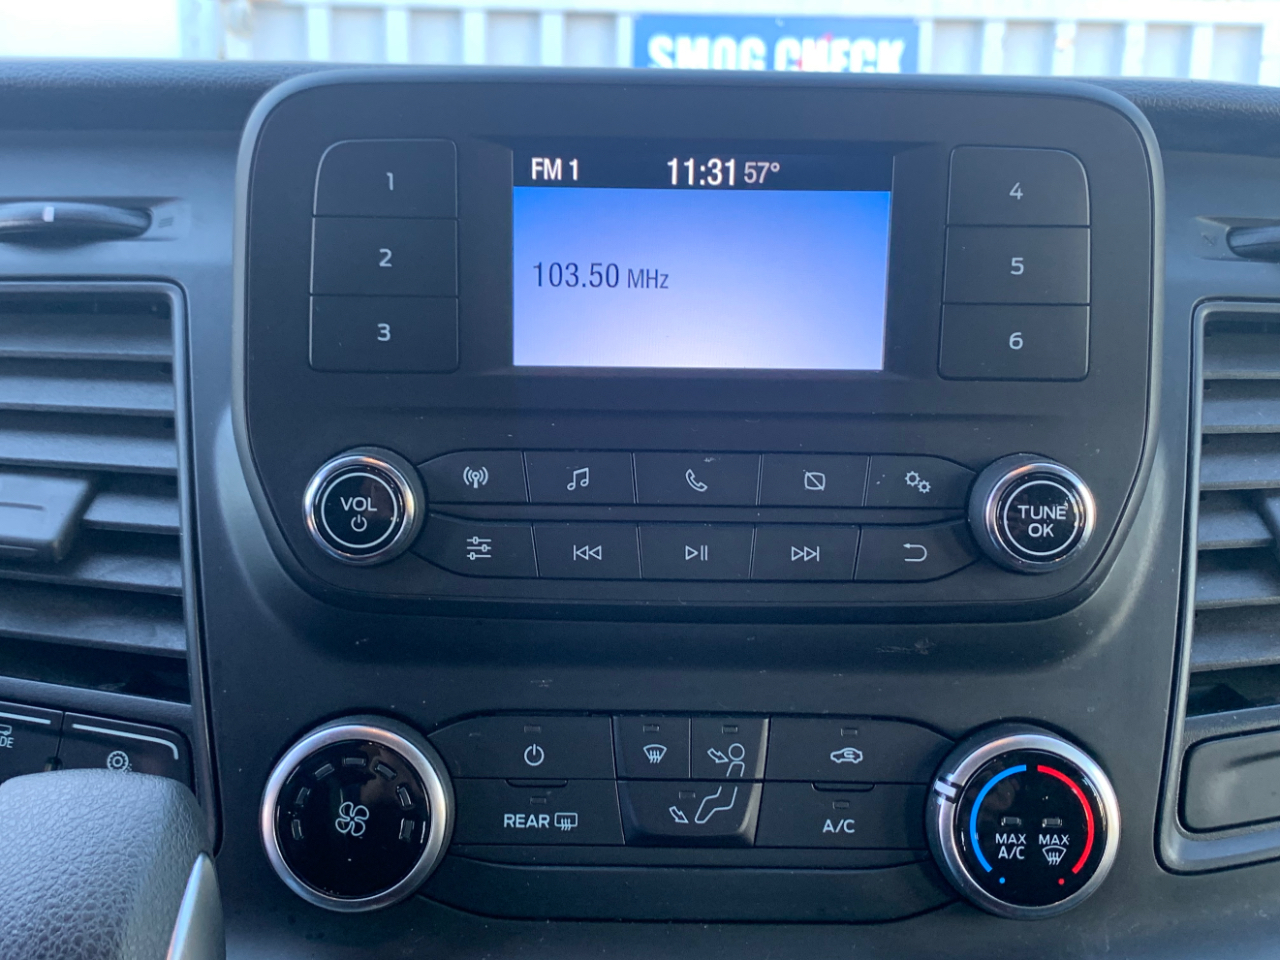 SMOG CHECK
FM 1 11:31 57°
103.50 MHz
1
2
3
4
5
6
VOL
TUNE
OK
REAR
A/C
MAX
A/C
MAX